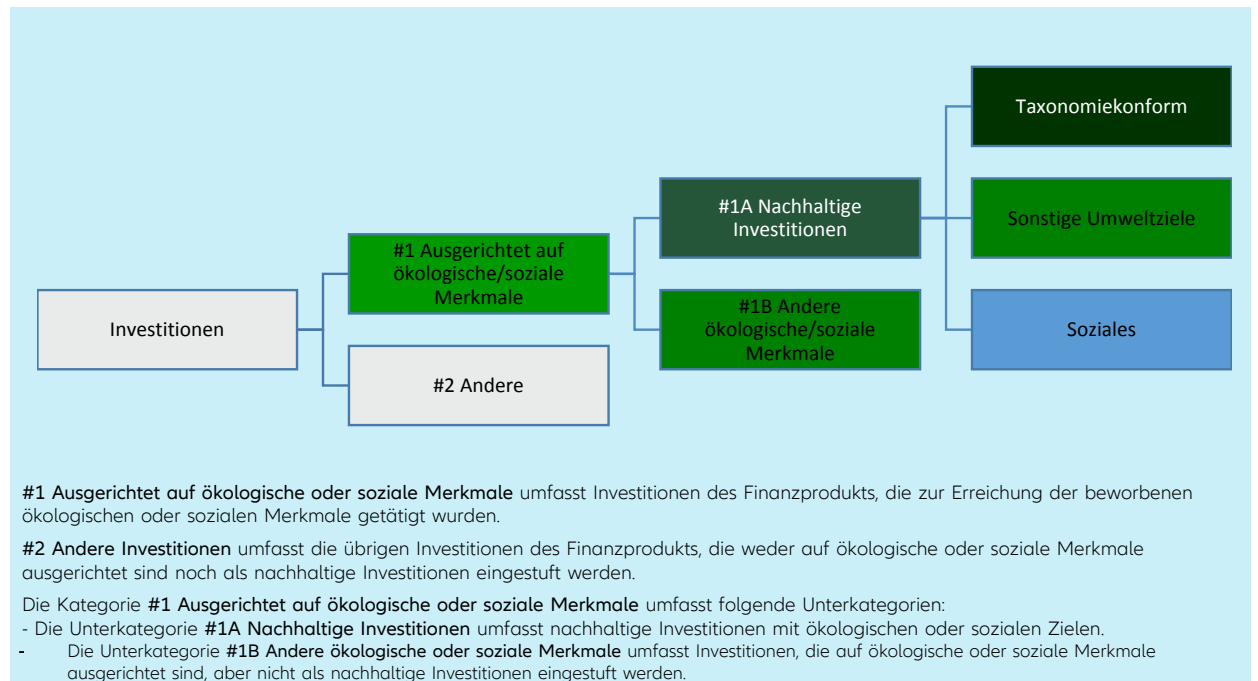 Taxonomiekonform
#1A Nachhaltige
Investitionen
Sonstige Umweltziele
#1 Ausgerichtet auf
ökologische/soziale
Merkmale
#1B Andere
ökologische/soziale
Merkmale
Investitionen
Soziales
#2 Andere
#1 Ausgerichtet auf ökologische oder soziale Merkmale umfasst Investitionen des Finanzprodukts, die zur Erreichung der beworbenen
ökologischen oder sozialen Merkmale getätigt wurden.
#2 Andere Investitionen umfasst die übrigen Investitionen des Finanzprodukts, die weder auf ökologische oder soziale Merkmale
ausgerichtet sind noch als nachhaltige Investitionen eingestuft werden.
Die Kategorie #1 Ausgerichtet auf ökologische oder soziale Merkmale umfasst folgende Unterkategorien:
- Die Unterkategorie #1A Nachhaltige Investitionen umfasst nachhaltige Investitionen mit ökologischen oder sozialen Zielen.
- Die Unterkategorie #1B Andere ökologische oder soziale Merkmale umfasst Investitionen, die auf ökologische oder soziale Merkmale
ausgerichtet sind, aber nicht als nachhaltige Investitionen eingestuft werden.